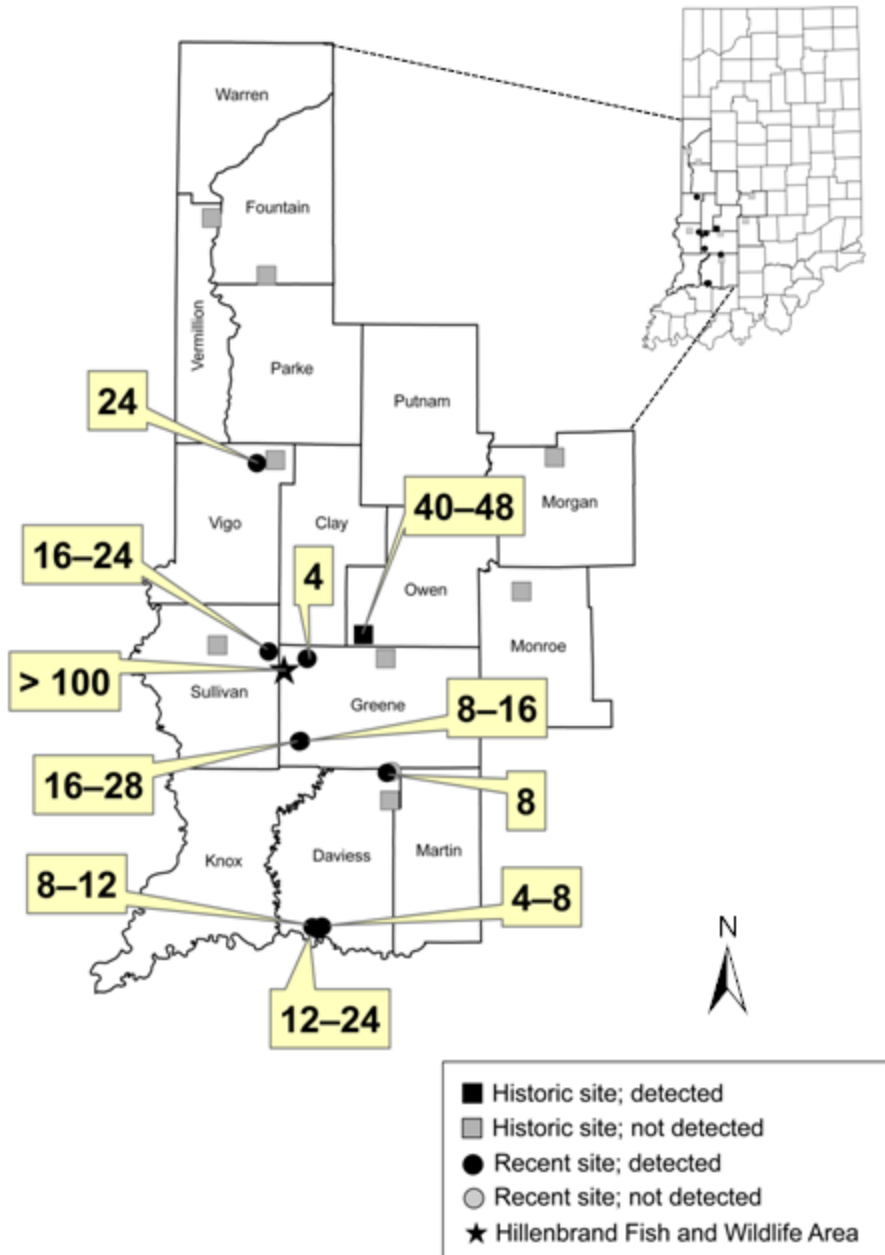 Warren
Fountain
Vermillion
Parke
Putnam
24
Morgan
40–48
Vigo
Clay
16–24
4
Owen
Monroe
> 100
Sullivan
Greene
8–16
16–28
8
Knox
Daviess
Martin
8–12
4–8
12–24
N
Historic site; detected
Historic site; not detected
Recent site; detected
Recent site; not detected
Hillenbrand Fish and Wildlife Area